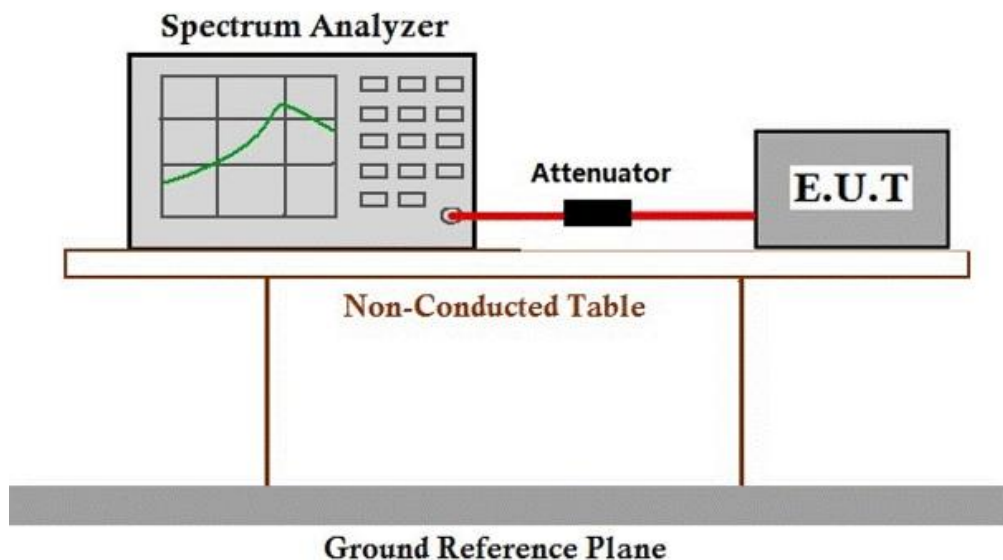 Spectrum Analyzer
Attenuator
E.U.T
Non-Conducted Table
Ground Reference Plane